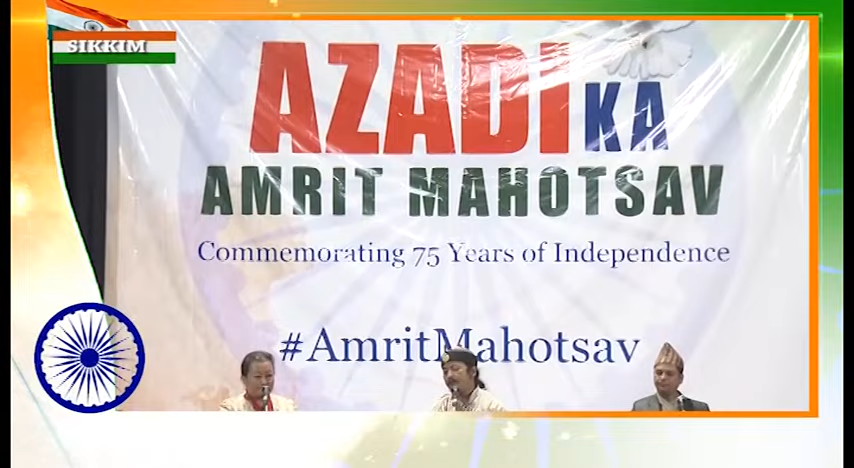 SIKKIM
AZADI KA
AMRIT MAHOTSAV
Commemorating 75 Years of Independence
#AmritMahotsav